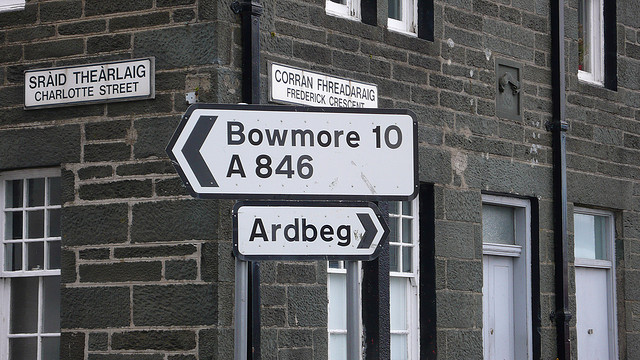 SRÀID THEÀRLAIG
CHARLOTTE STREET
CORRAN FHREADARAIG
FREDERICK CRESCENT
Bowmore 10
A 846
Ardbeg